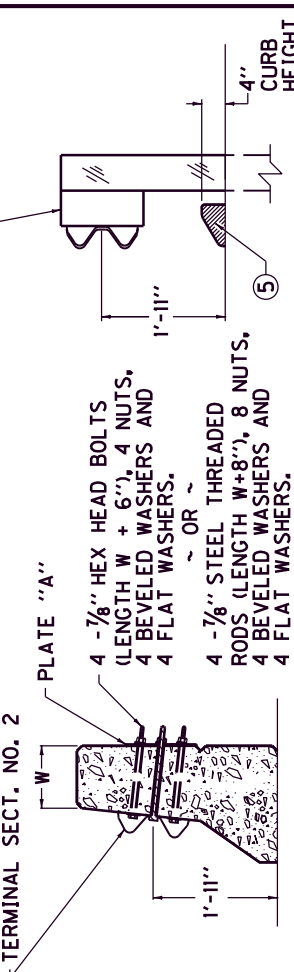 TERMINAL SECT. NO. 2
W
PLATE "A"
4 -7/8" HEX HEAD BOLTS
(LENGTH W + 6"), 4 NUTS,
4 BEVELED WASHERS AND
4 FLAT WASHERS.
~ OR ~
4 -7/8" STEEL THREADED
RODS (LENGTH W+8"), 8 NUTS,
4 BEVELED WASHERS AND
4 FLAT WASHERS.
1'-11"
1'-11"
5
4"
CURB
HEIGHT